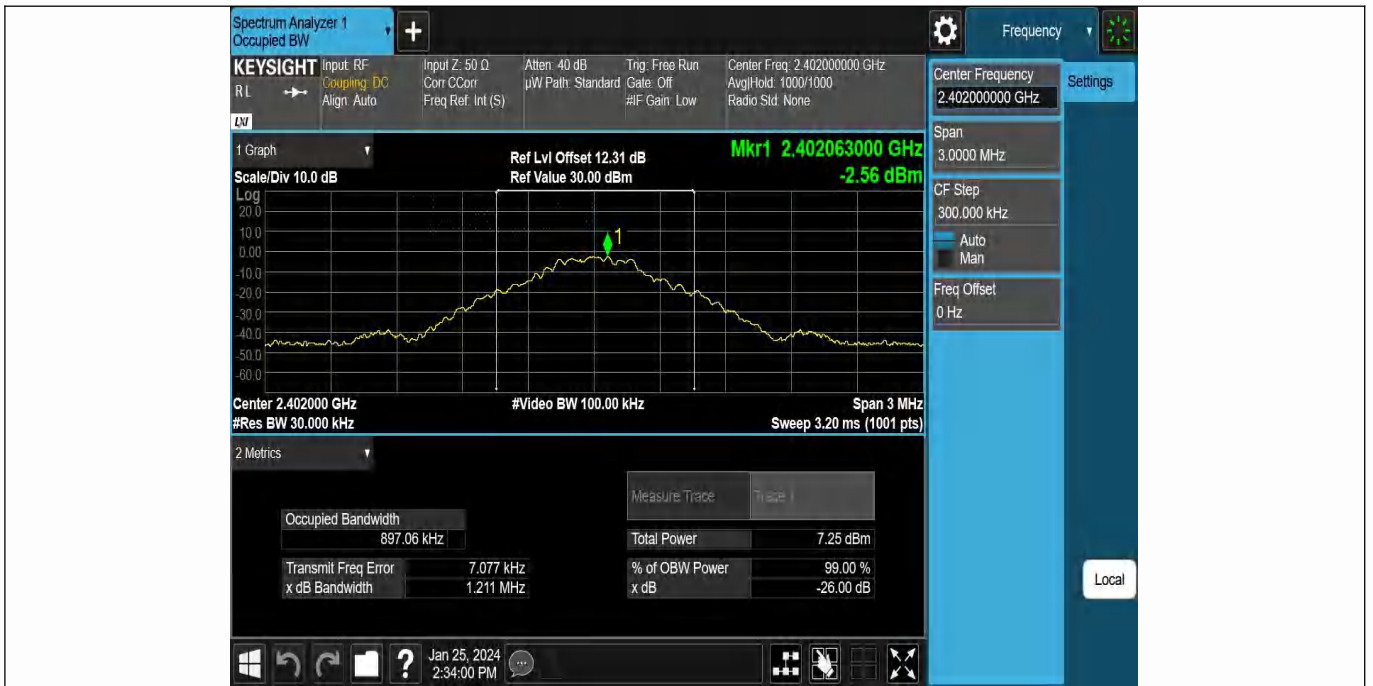 Spectrum Analyzer 1
Occupied BW
+
Frequency
KEYSIGHT
R L
LXI
Input: RF
Coupling: DC
Align: Auto
Input Z: 50 Ω
Corr CCorr
Freq Ref: Int (S)
Atten: 40 dB
µW Path: Standard
Trig: Free Run
Gate: Off
#IF Gain: Low
Center Freq: 2.402000000 GHz
Avg|Hold: 1000/1000
Radio Std: None
Center Frequency
2.402000000 GHz
Settings
Span
3.0000 MHz
CF Step
300.000 kHz
Auto
Man
Freq Offset
0 Hz
1 Graph
Scale/Div 10.0 dB
Ref Lvl Offset 12.31 dB
Ref Value 30.00 dBm
Mkr1 2.402063000 GHz
-2.56 dBm
Log
20.0
10.0
0.00
-10.0
-20.0
-30.0
-40.0
-50.0
-60.0
1
Center 2.402000 GHz
#Video BW 100.00 kHz
Span 3 MHz
#Res BW 30.000 kHz
Sweep 3.20 ms (1001 pts)
2 Metrics
Measure Trace
Trace 1
Occupied Bandwidth
897.06 kHz
Total Power
7.25 dBm
Transmit Freq Error
7.077 kHz
% of OBW Power
99.00 %
x dB Bandwidth
1.211 MHz
x dB
-26.00 dB
Local
?
Jan 25, 2024
2:34:00 PM